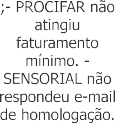 ;- PROCIFAR não
atingiu
faturamento
mínimo. -
SENSORIAL não
respondeu e-mail
de homologação.